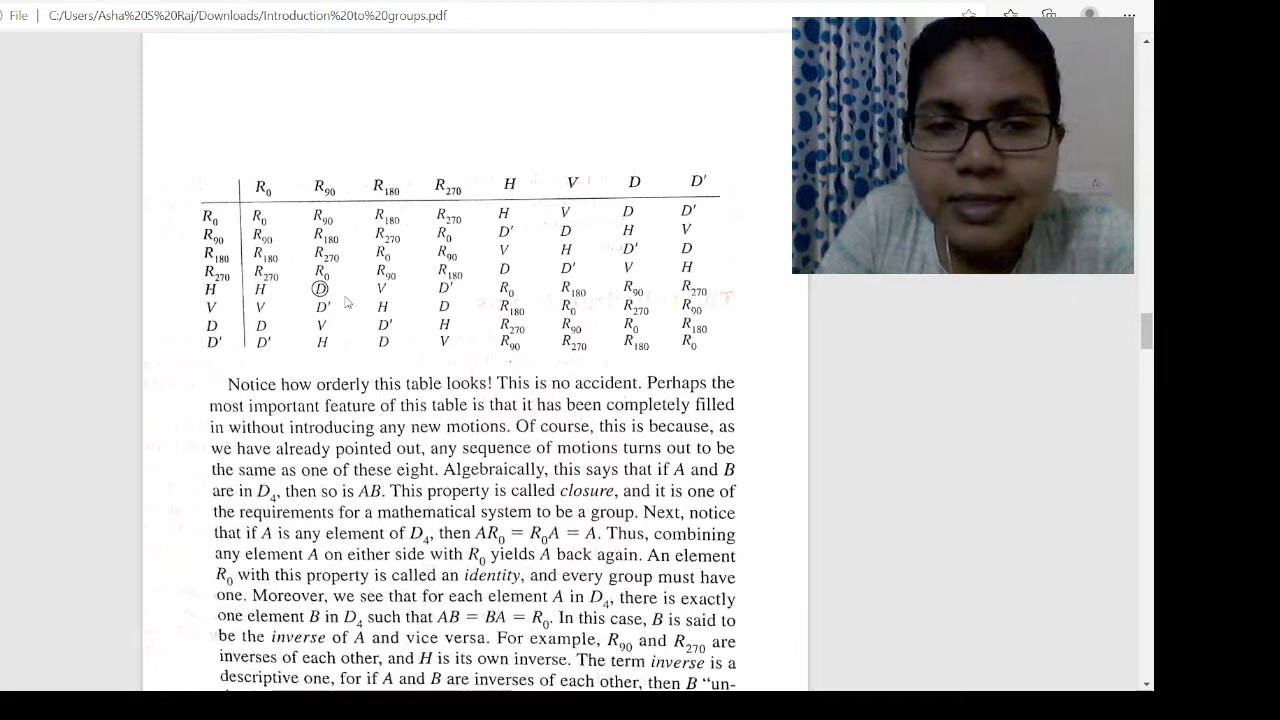 File C:/Users/Asha%20S%20Raj/Downloads/Introduction%20to%20groups.pdf
R0 R90 R180 R270 H V D D'
R0 R0 R90 R180 R270 H V D D'
R90 R90 R180 R270 R0 D' D H V
R180 R180 R270 R0 R90 V H D' D
R270 R270 R0 R90 R180 D D' V H
H H D V D' R0 R180 R90 R270
V V D' H D R180 R0 R270 R90
D D V D' H R270 R90 R0 R180
D' D' H D V R90 R270 R180 R0
Notice how orderly this table looks! This is no accident. Perhaps the
most important feature of this table is that it has been completely filled
in without introducing any new motions. Of course, this is because, as
we have already pointed out, any sequence of motions turns out to be
the same as one of these eight. Algebraically, this says that if A and B
are in D4, then so is AB. This property is called closure, and it is one of
the requirements for a mathematical system to be a group. Next, notice
that if A is any element of D4, then AR0 = R0A = A. Thus, combining
any element A on either side with R0 yields A back again. An element
R0 with this property is called an identity, and every group must have
one. Moreover, we see that for each element A in D4, there is exactly
one element B in D4 such that AB = BA = R0. In this case, B is said to
be the inverse of A and vice versa. For example, R90 and R270 are
inverses of each other, and H is its own inverse. The term inverse is a
descriptive one, for if A and B are inverses of each other, then B “un-